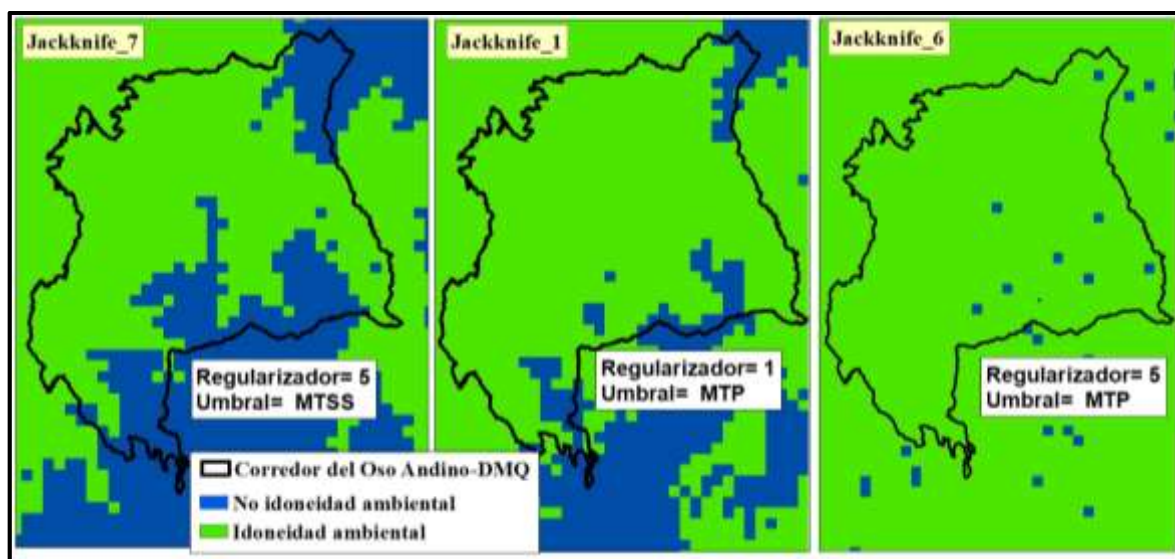 Jackknife_7
Jackknife_1
Jackknife_6
Regularizador= 5
Umbral= MTSS
Regularizador= 1
Umbral= MTP
Regularizador= 5
Umbral= MTP
Corredor del Oso Andino-DMQ
No idoneidad ambiental
Idoneidad ambiental